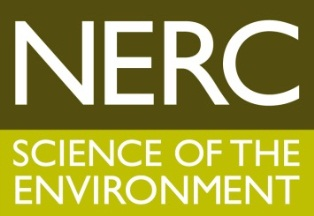 NERC
SCIENCE OF THE
ENVIRONMENT